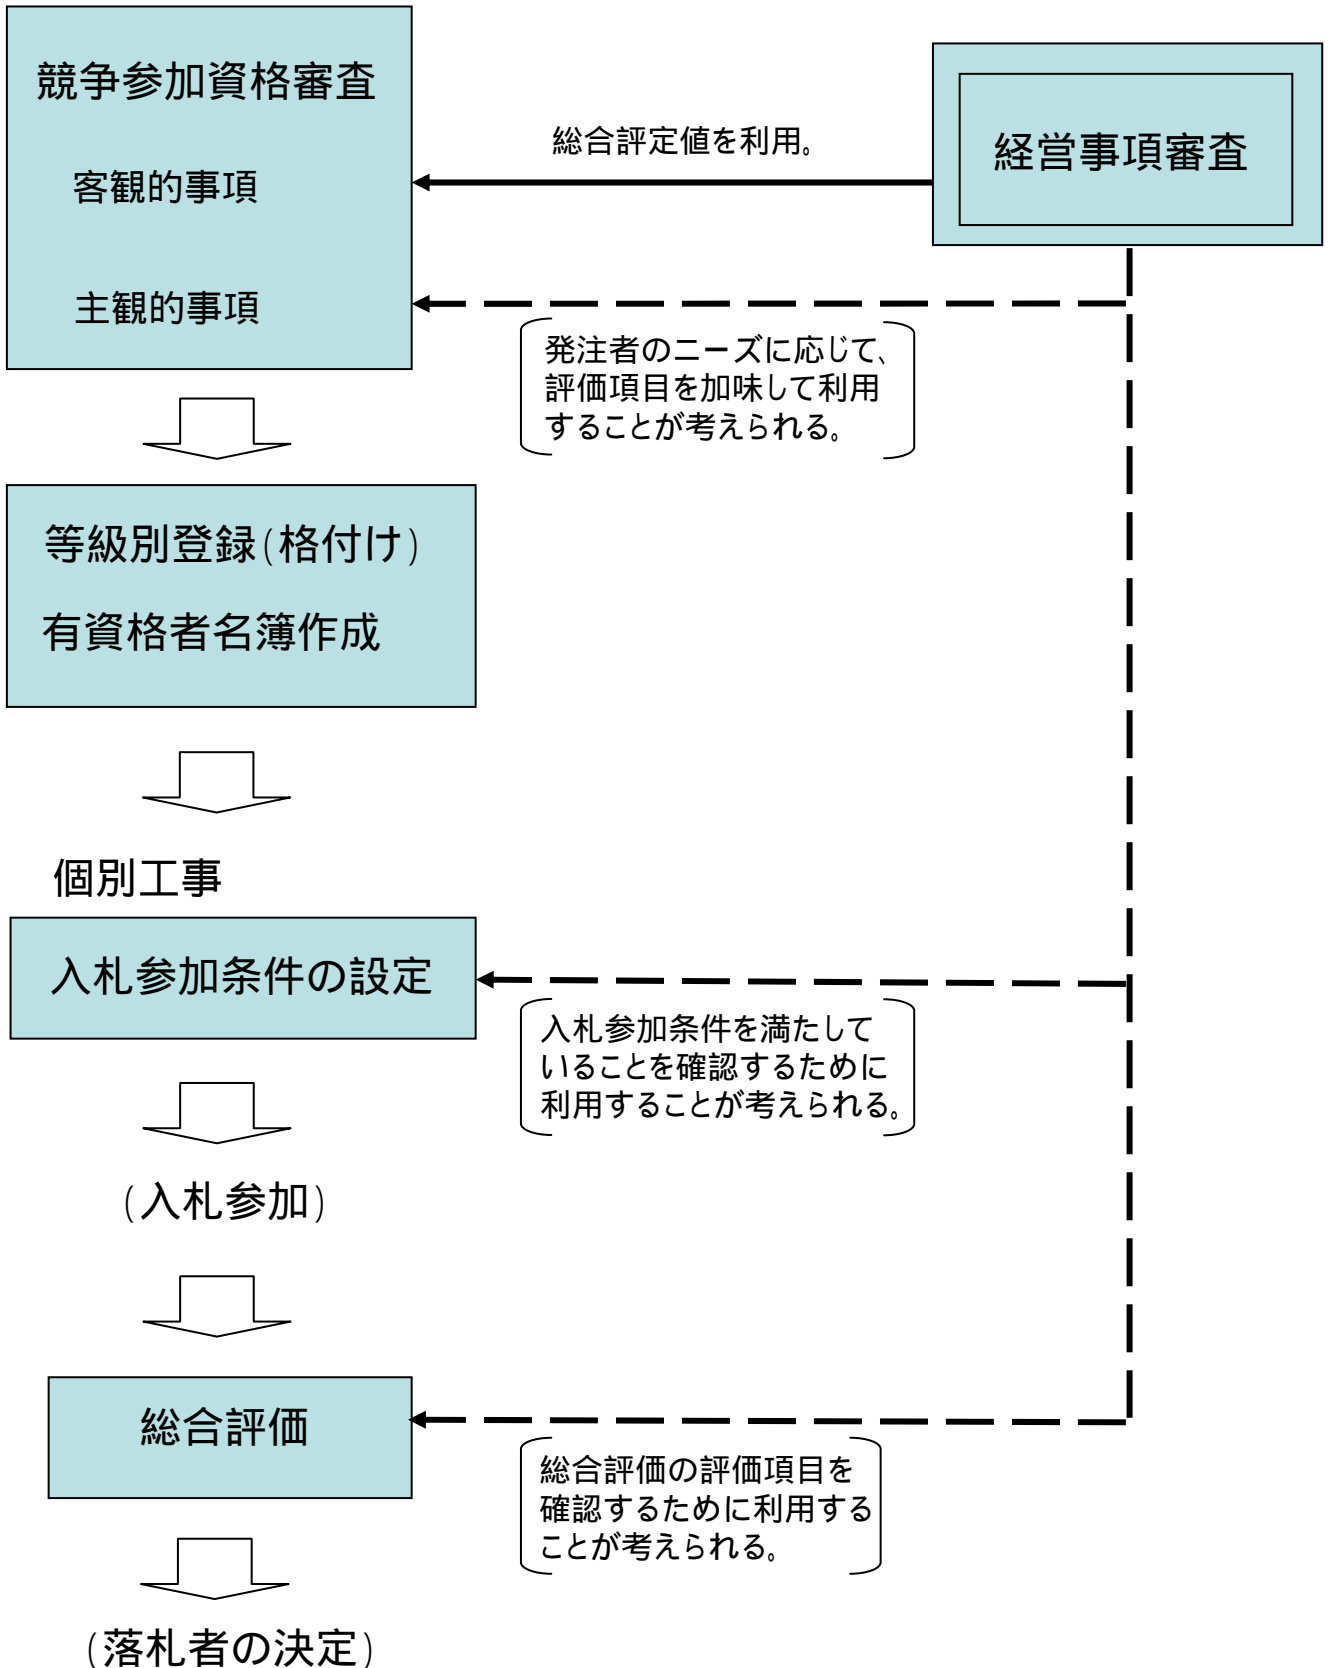 競争参加資格審査
客観的事項
主観的事項
総合評定値を利用。
経営事項審査
発注者のニーズに応じて、
評価項目を加味して利用
することが考えられる。
等級別登録(格付け)
有資格者名簿作成
個別工事
入札参加条件の設定
入札参加条件を満たして
いることを確認するために
利用することが考えられる。
(入札参加)
総合評価
総合評価の評価項目を
確認するために利用する
ことが考えられる。
(落札者の決定)